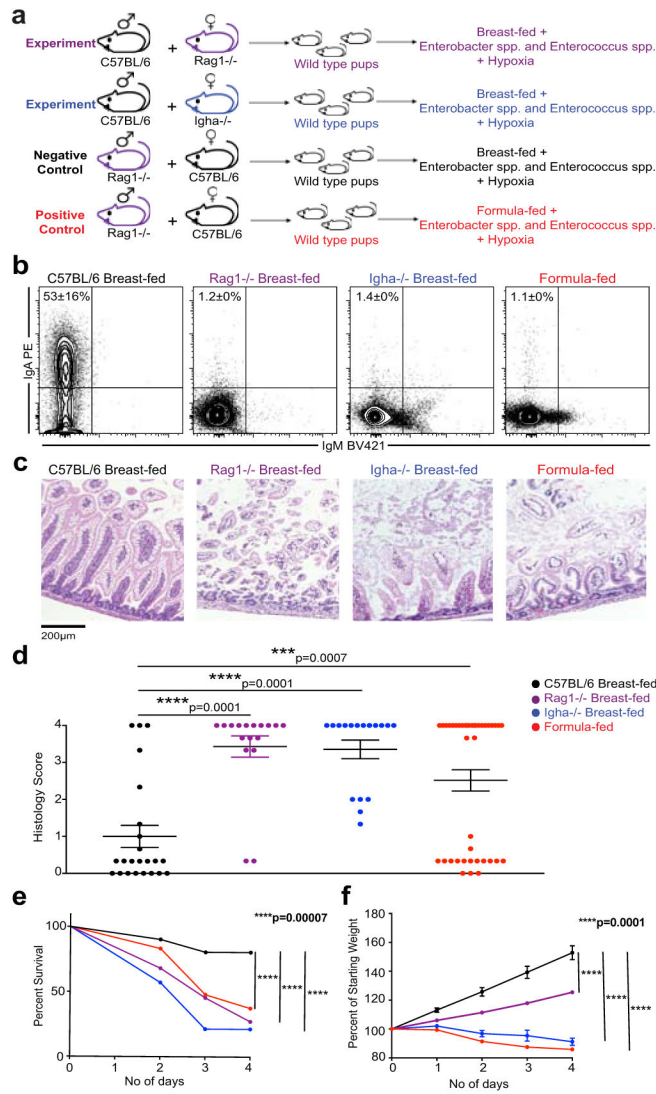 a
Experiment
♂
C57BL/6
+
♀
Rag1-/-
Wild type pups
Breast-fed +
Enterobacter spp. and Enterococcus spp.
+ Hypoxia
Experiment
♂
C57BL/6
+
♀
Igha-/-
Wild type pups
Breast-fed +
Enterobacter spp. and Enterococcus spp.
+ Hypoxia
Negative
Control
♂
Rag1-/-
+
♀
C57BL/6
Wild type pups
Breast-fed +
Enterobacter spp. and Enterococcus spp.
+ Hypoxia
Positive
Control
♂
Rag1-/-
+
♀
C57BL/6
Wild type pups
Formula-fed +
Enterobacter spp. and Enterococcus spp.
+ Hypoxia
b
C57BL/6 Breast-fed
Rag1-/- Breast-fed
Igha-/- Breast-fed
Formula-fed
53±16%
1.2±0%
1.4±0%
1.1±0%
IgA PE
IgM BV421
c
C57BL/6 Breast-fed
Rag1-/- Breast-fed
Igha-/- Breast-fed
Formula-fed
200µm
d
***p=0.0007
****p=0.0001
****p=0.0001
C57BL/6 Breast-fed
Rag1-/- Breast-fed
Igha-/- Breast-fed
Formula-fed
Histology Score
4
3
2
1
0
e
****p=0.00007
Percent Survival
100
50
0
0 1 2 3 4
No of days
****
****
****
f
****p=0.0001
Percent of Starting Weight
180
160
140
120
100
80
0 1 2 3 4
No of days
****
****
****